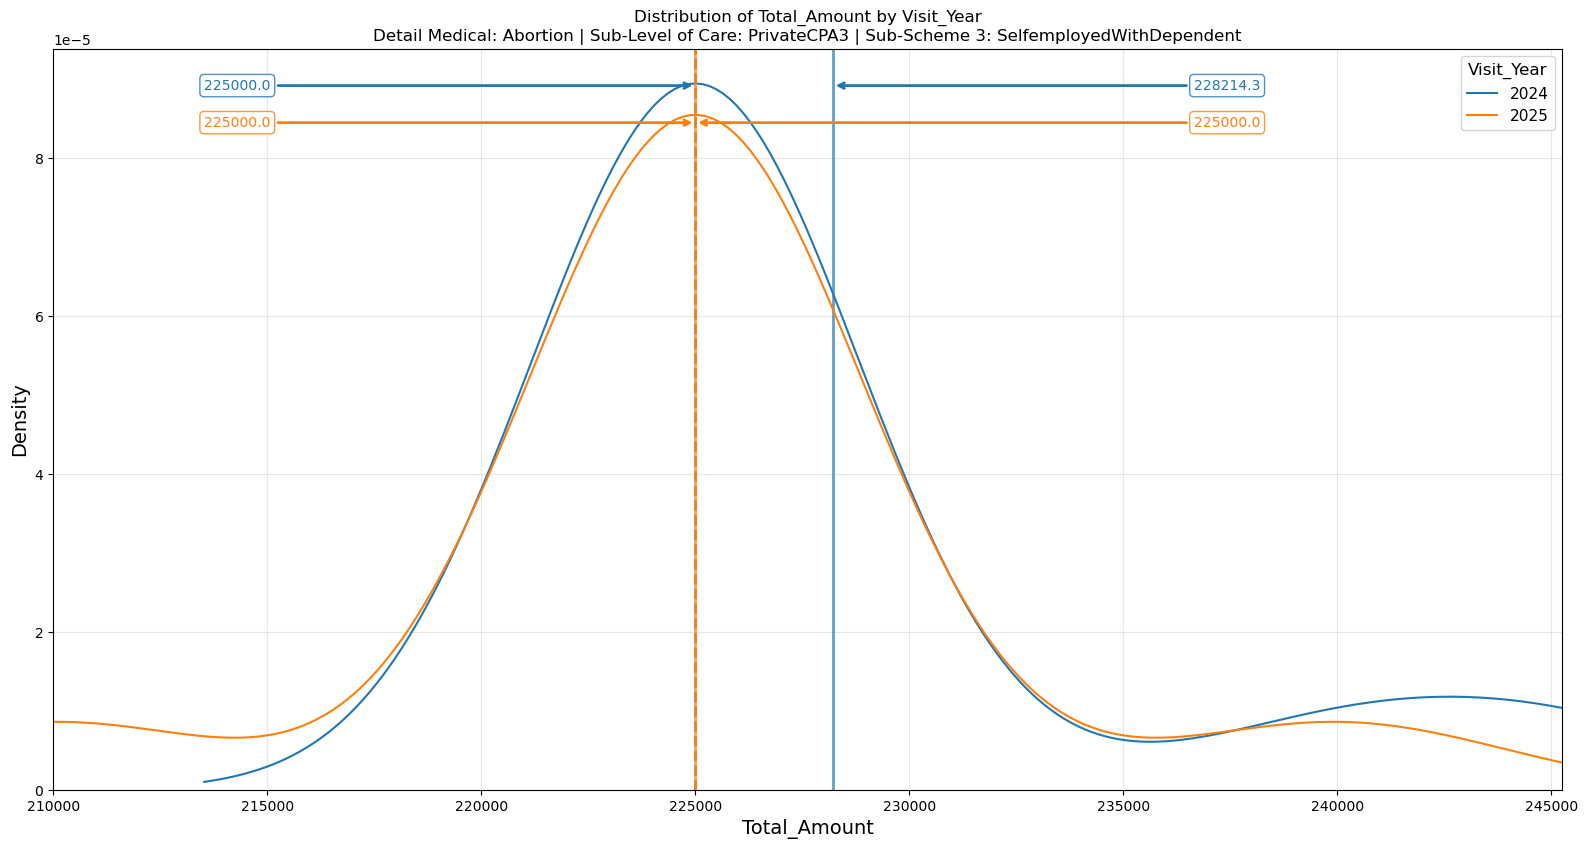 Distribution of Total_Amount by Visit_Year
Detail Medical: Abortion | Sub-Level of Care: PrivateCPA3 | Sub-Scheme 3: SelfemployedWithDependent
1e−5
225000.0
228214.3
225000.0
225000.0
Visit_Year
2024
2025
8
6
4
2
0
Density
210000 215000 220000 225000 230000 235000 240000 245000
Total_Amount